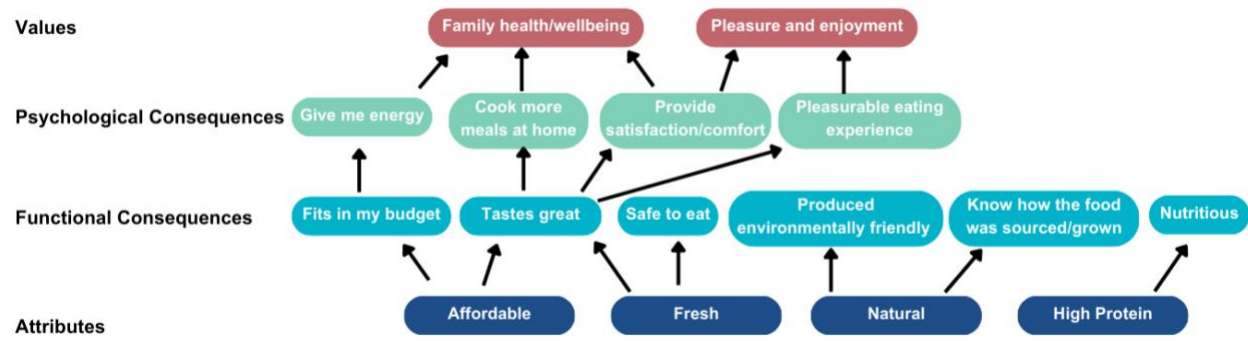 Values
Family health/wellbeing
Pleasure and enjoyment
Psychological Consequences
Give me energy
Cook more
meals at home
Provide
satisfaction/comfort
Pleasurable eating
experience
Functional Consequences
Fits in my budget
Tastes great
Safe to eat
Produced
environmentally friendly
Know how the food
was sourced/grown
Nutritious
Attributes
Affordable
Fresh
Natural
High Protein